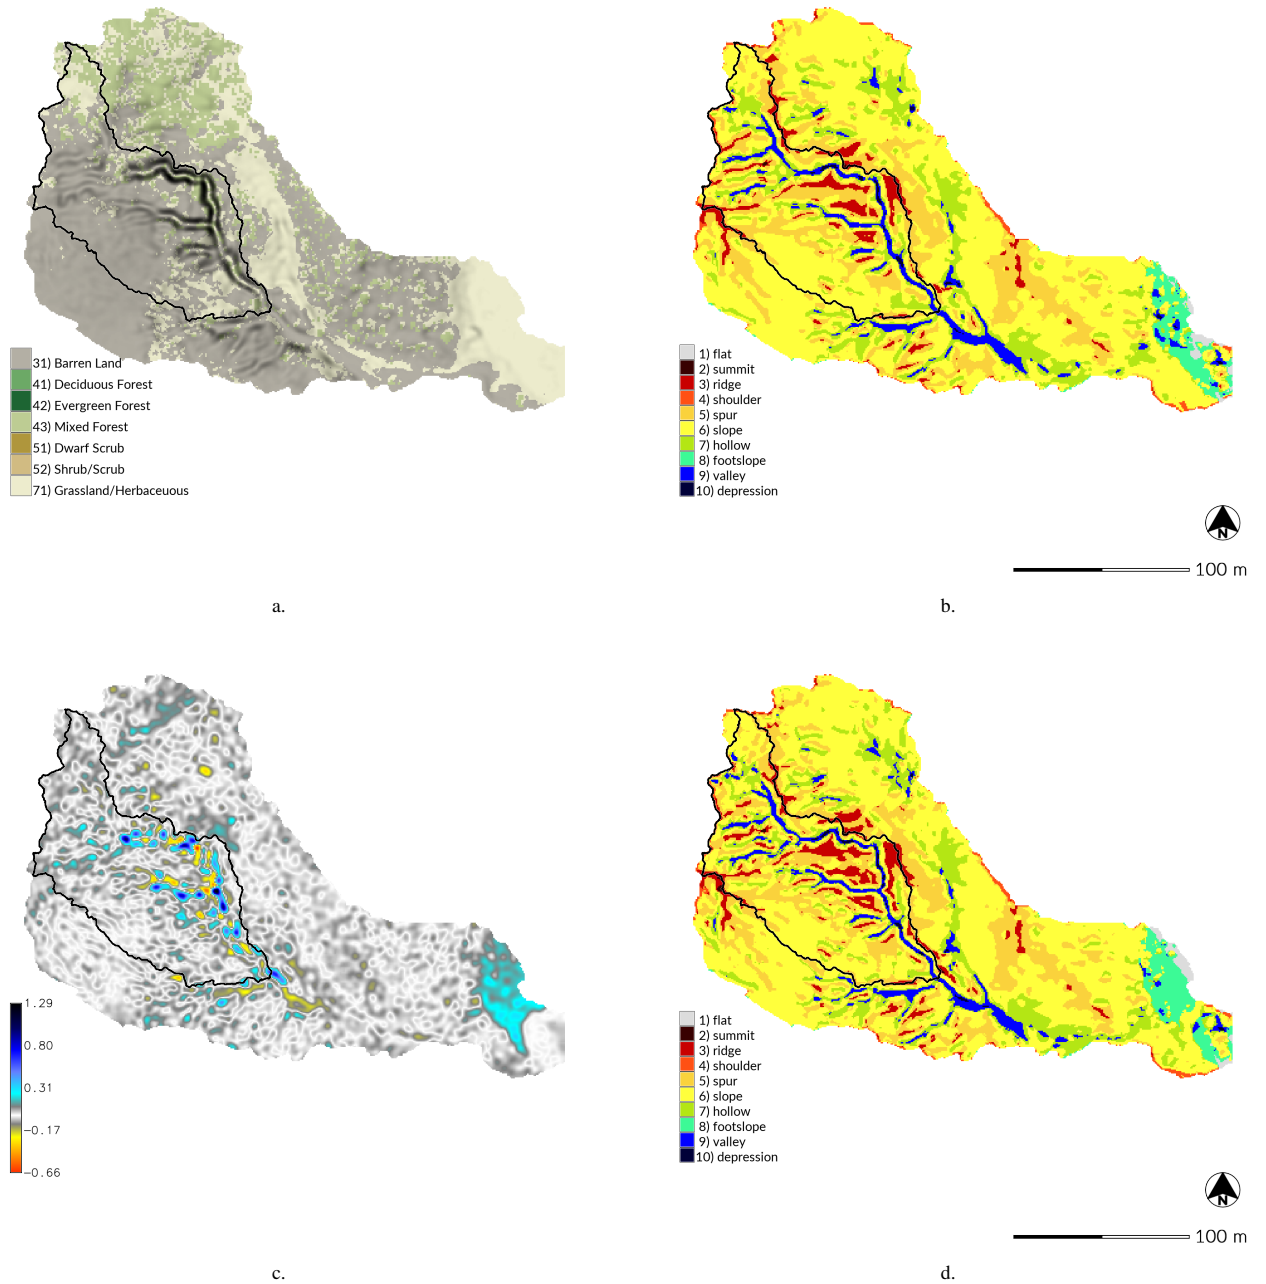 31) Barren Land
41) Deciduous Forest
42) Evergreen Forest
43) Mixed Forest
51) Dwarf Scrub
52) Shrub/Scrub
71) Grassland/Herbaceuous
a.
1) flat
2) summit
3) ridge
4) shoulder
5) spur
6) slope
7) hollow
8) footslope
9) valley
10) depression
N
100 m
b.
1.29
0.80
0.31
-0.17
-0.66
c.
1) flat
2) summit
3) ridge
4) shoulder
5) spur
6) slope
7) hollow
8) footslope
9) valley
10) depression
N
100 m
d.